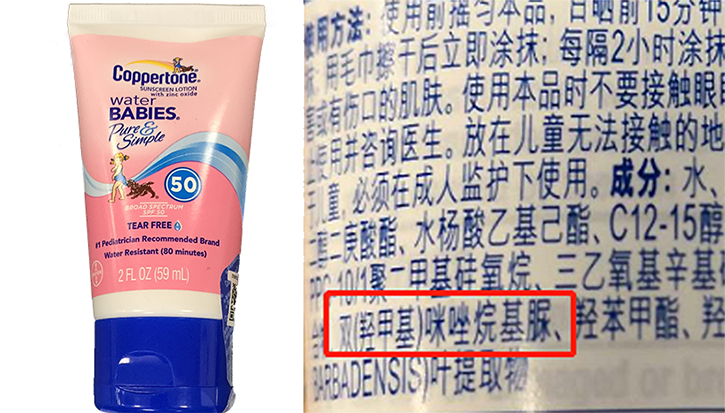 Coppertone®
SUNSCREEN LOTION
with zinc oxide
water
BABIES®
Pure &
Simple
50
BROAD SPECTRUM
SPF 50
TEAR FREE
#1 Pediatrician Recommended Brand
Water Resistant (80 minutes)
2 FL OZ (59 mL)
用方法:使用前摇匀本品,日晒前15分钟
用毛巾擦干后立即涂抹;每隔2小时涂抹
或有伤口的肌肤。使用本品时不要接触眼
使用并咨询医生。放在儿童无法接触的地
童,必须在成人监护下使用。成分:水、
二庚酸酯、水杨酸乙基己酯、C12-15醇
聚二甲基硅氧烷、三乙氧基辛基
双(羟甲基)咪唑烷基脲、羟苯甲酯、羟
BARBADENSIS)叶提取物